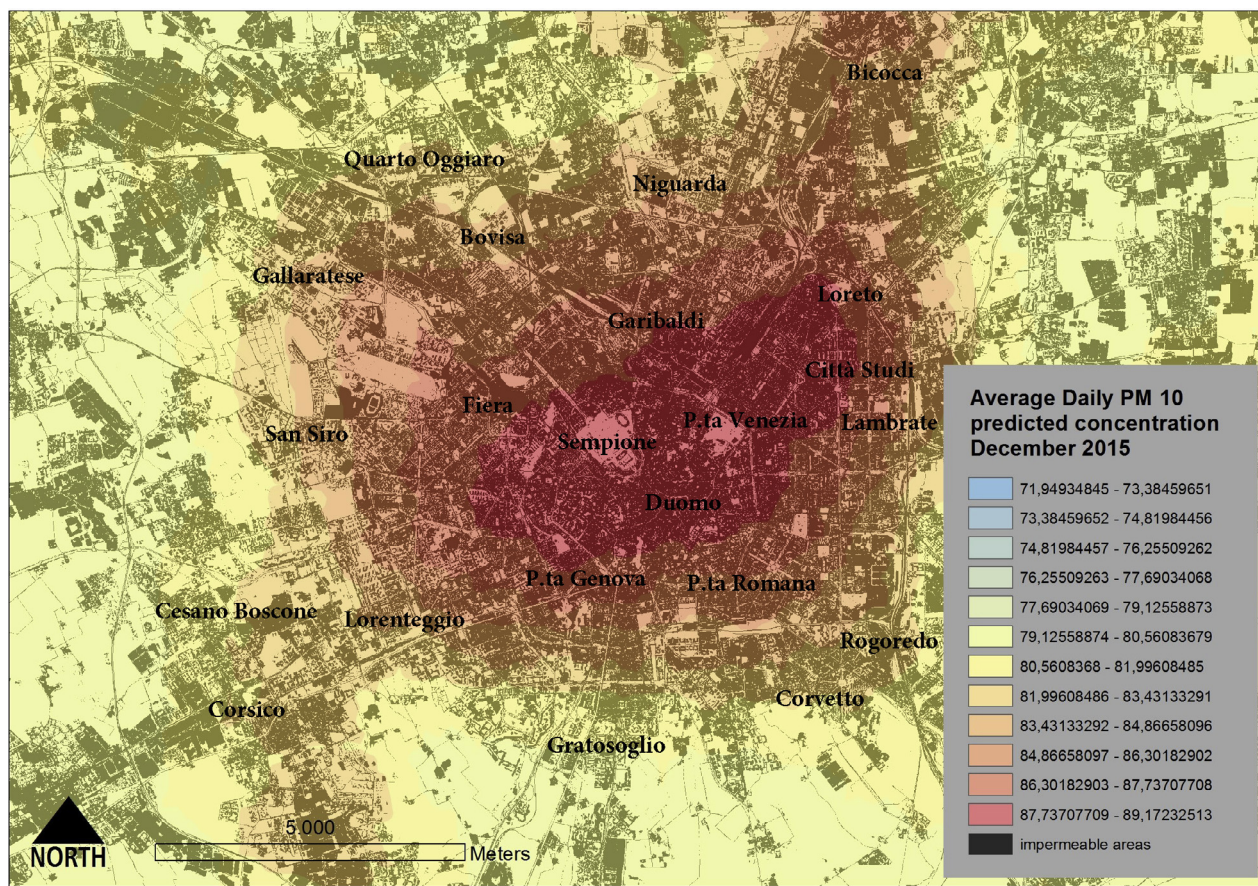 Bicocca
Quarto Oggiaro
Niguarda
Bovisa
Gallaratese
Loreto
Garibaldi
Città Studi
Fiera
P.ta Venezia
Lambrate
San Siro
Sempione
Duomo
P.ta Genova
P.ta Romana
Cesano Boscone
Lorenteggio
Rogoredo
Corsico
Corvetto
Gratosoglio
NORTH
5.000
Meters
Average Daily PM 10
predicted concentration
December 2015
71,94934845 - 73,38459651
73,38459652 - 74,81984456
74,81984457 - 76,25509262
76,25509263 - 77,69034068
77,69034069 - 79,12558873
79,12558874 - 80,56083679
80,5608368 - 81,99608485
81,99608486 - 83,43133291
83,43133292 - 84,86658096
84,86658097 - 86,30182902
86,30182903 - 87,73707708
87,73707709 - 89,17232513
impermeable areas